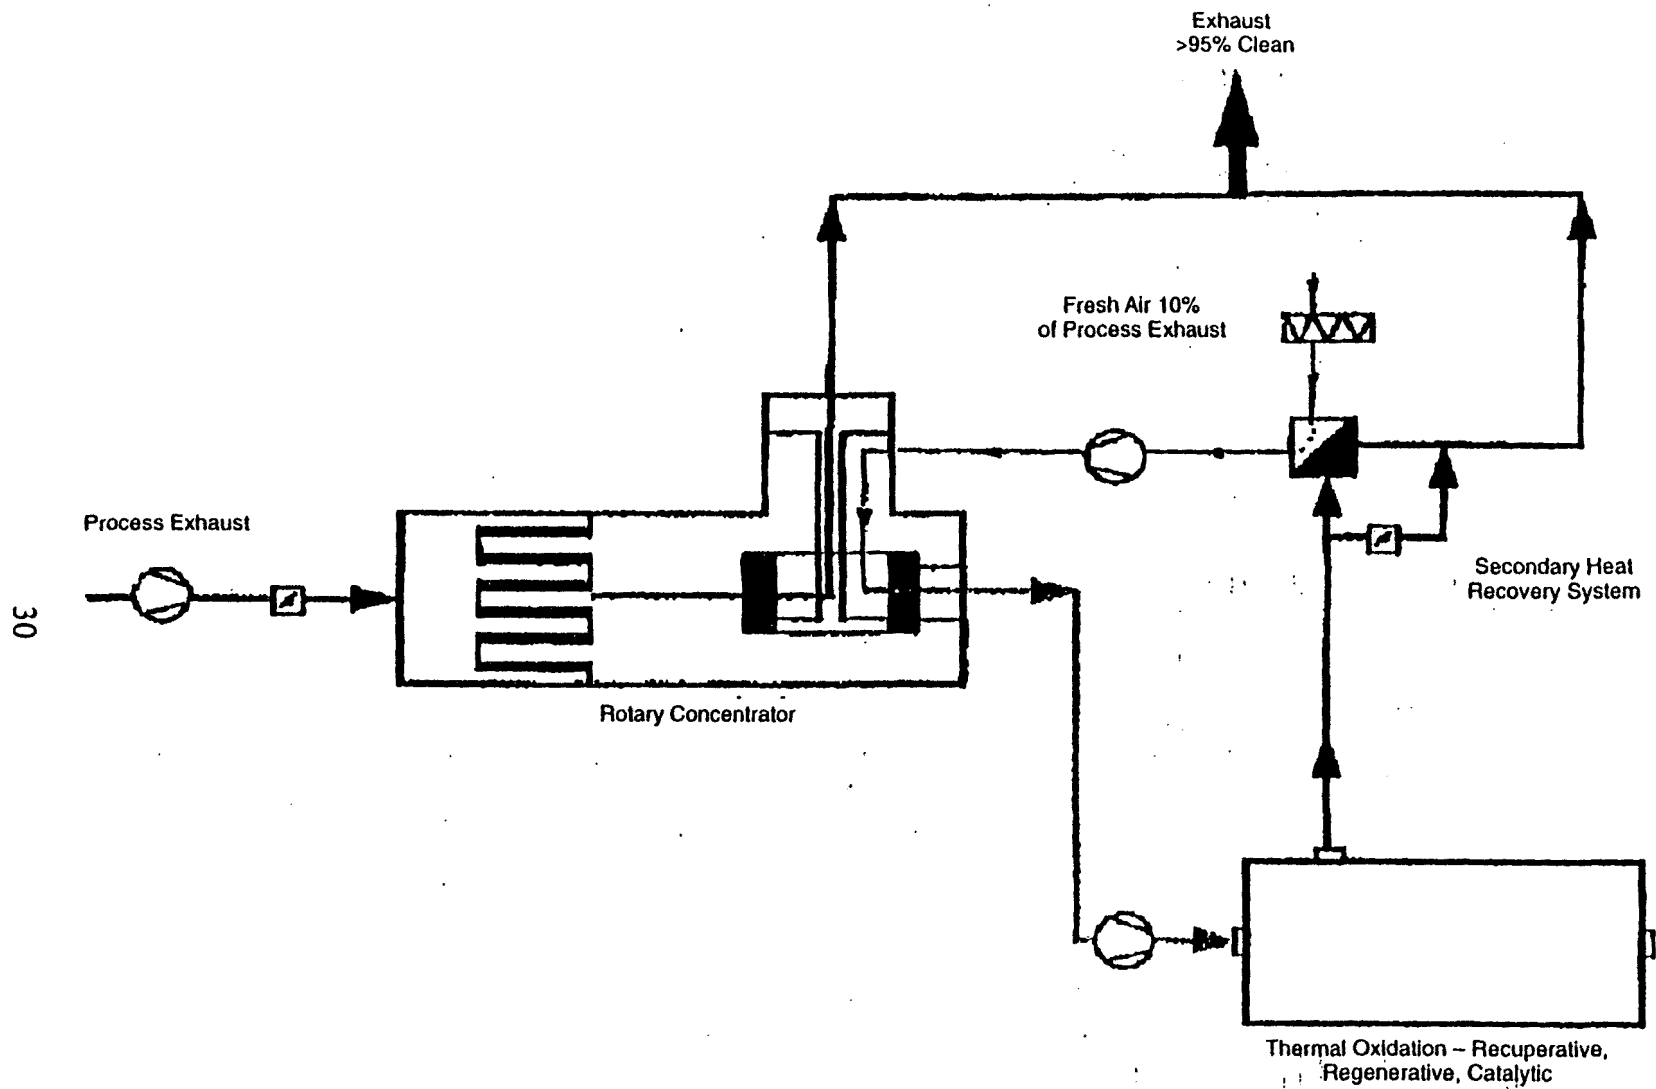 Exhaust
>95% Clean
Fresh Air 10%
of Process Exhaust
Process Exhaust
Secondary Heat
Recovery System
30
Rotary Concentrator
Thermal Oxidation – Recuperative,
Regenerative, Catalytic